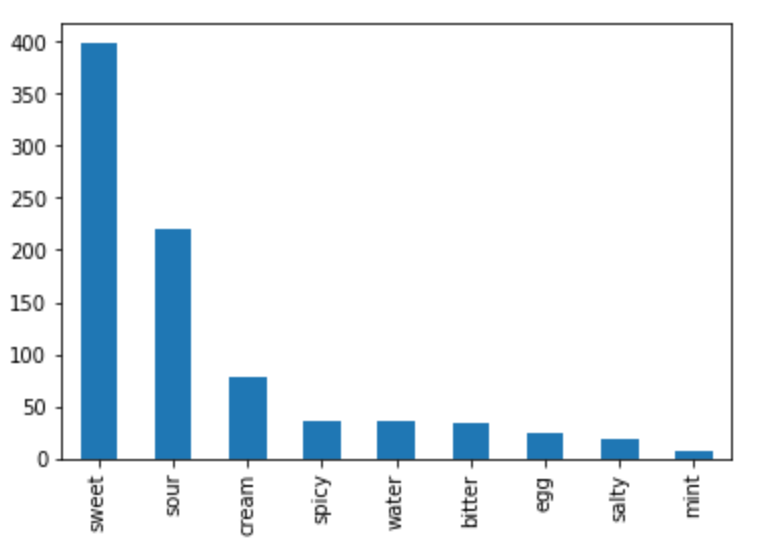 400
350
300
250
200
150
100
50
0
sweet
sour
cream
spicy
water
bitter
egg
salty
mint